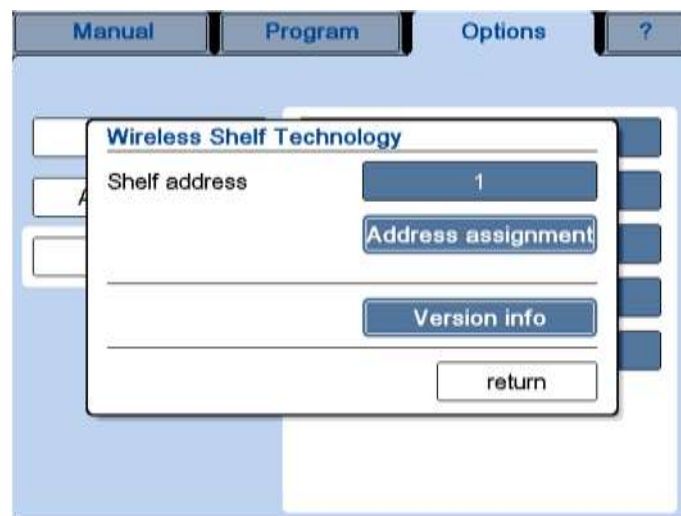 Manual Program Options ?
Wireless Shelf Technology
Shelf address 1
Address assignment
Version info
return